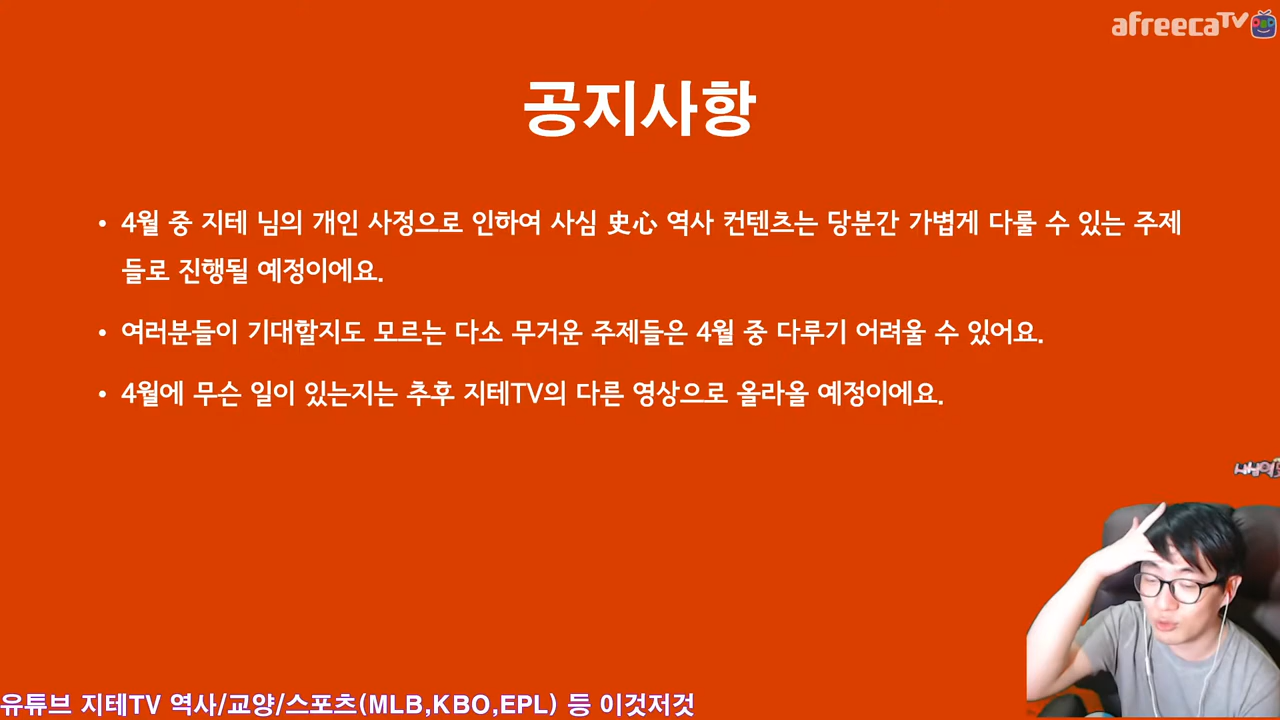 afreecaTV
공지사항
• 4월 중 지테 님의 개인 사정으로 인하여 사심 史心 역사 컨텐츠는 당분간 가볍게 다룰 수 있는 주제
들로 진행될 예정이에요.
• 여러분들이 기대할지도 모르는 다소 무거운 주제들은 4월 중 다루기 어려울 수 있어요.
• 4월에 무슨 일이 있는지는 추후 지테TV의 다른 영상으로 올라올 예정이에요.
유튜브 지테TV 역사/교양/스포츠(MLB,KBO,EPL) 등 이것저것